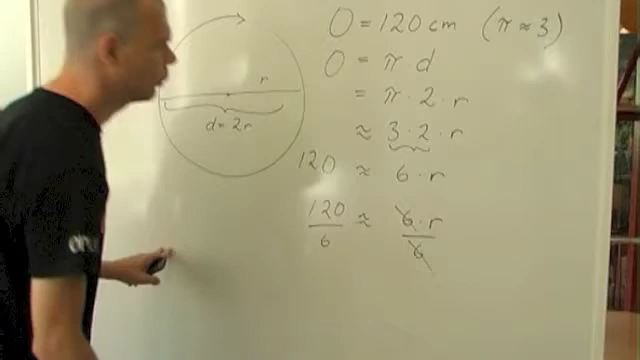 O = 120 cm (π ≈ 3)
O = π d
= π · 2 · r
≈ 3 · 2 · r
120 ≈ 6 · r
120/6 ≈ 6 · r/6
r
d = 2r